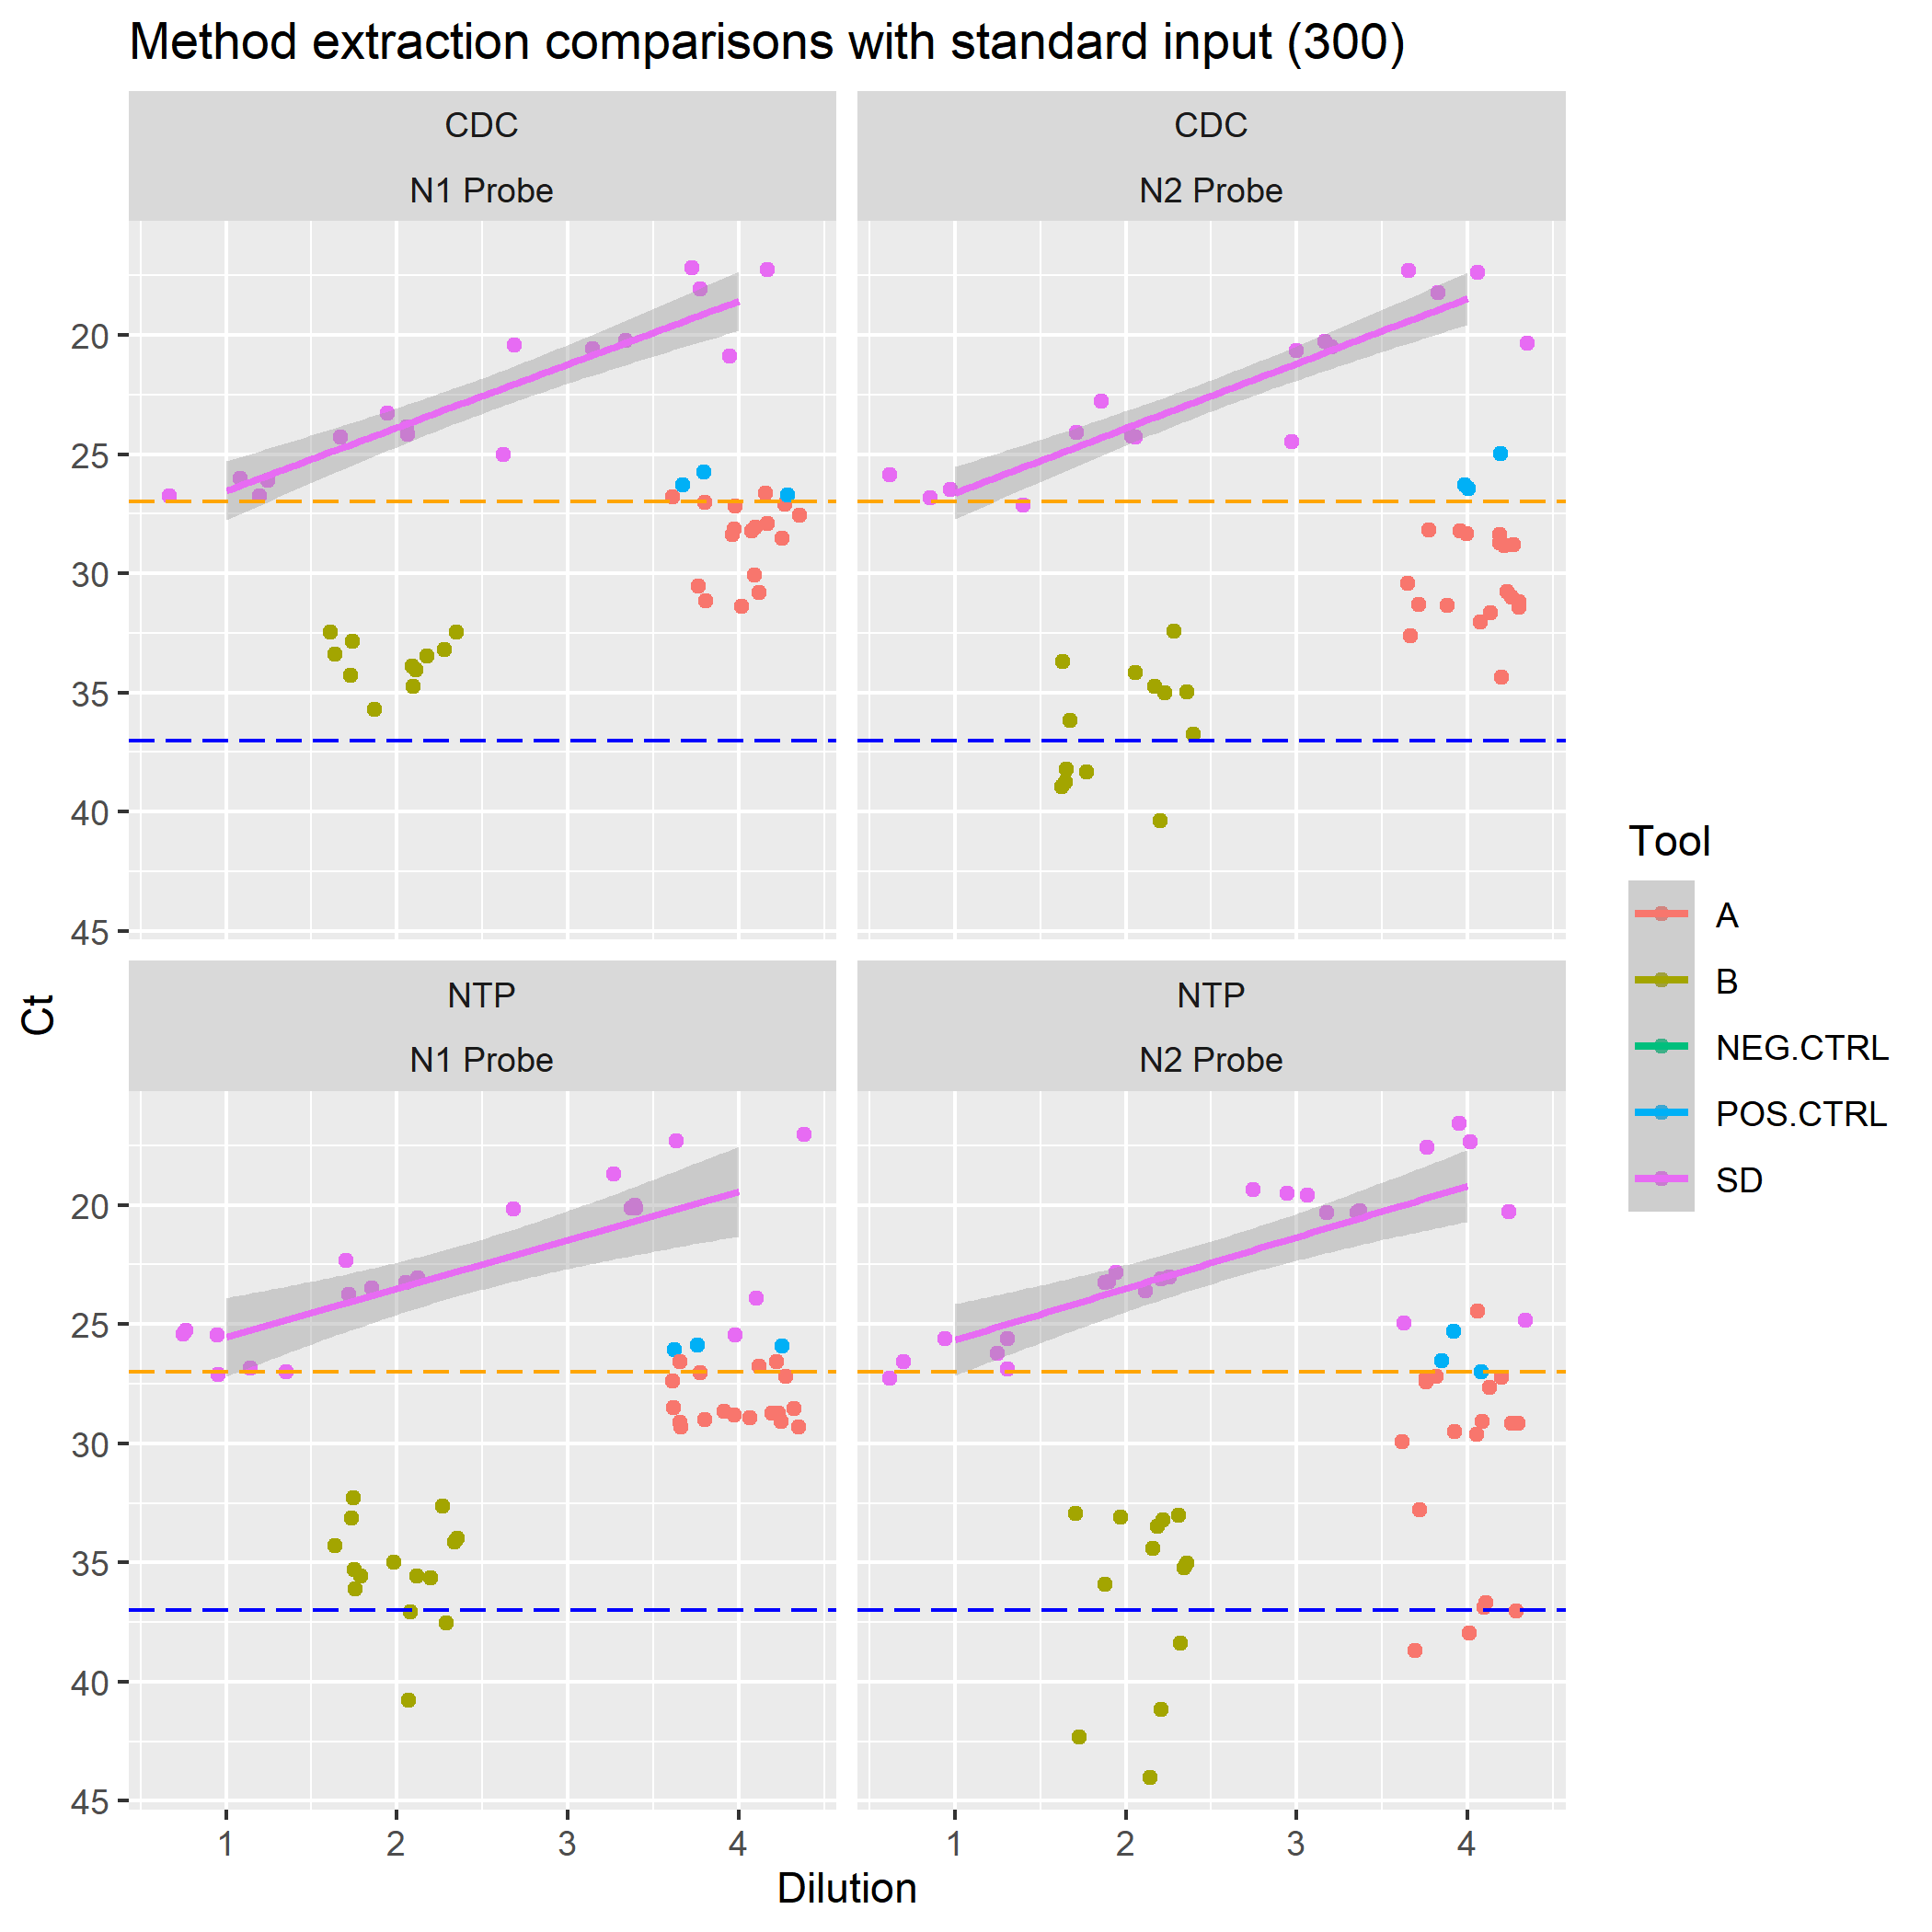 Method extraction comparisons with standard input (300)
CDC
N1 Probe
CDC
N2 Probe
20
25
30
35
40
45
NTP
N1 Probe
NTP
N2 Probe
20
25
30
35
40
45
1
2
3
4
1
2
3
4
Dilution
Ct
Tool
A
B
NEG.CTRL
POS.CTRL
SD